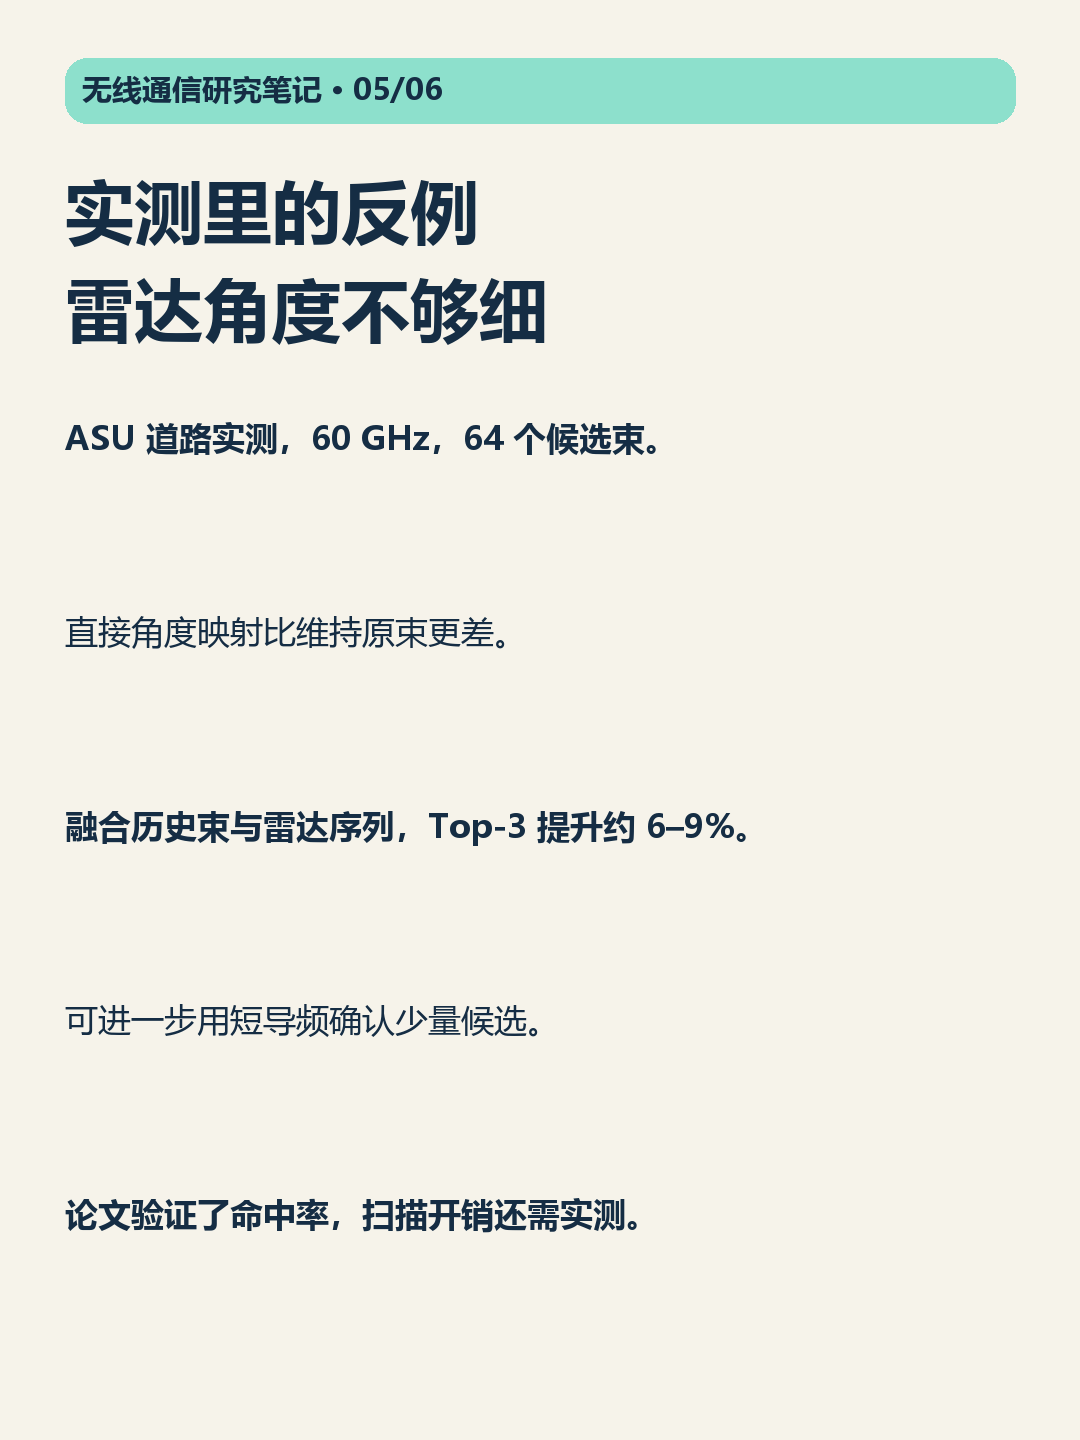 无线通信研究笔记 • 05/06
实测里的反例
雷达角度不够细
ASU 道路实测，60 GHz，64 个候选束。
直接角度映射比维持原束更差。
融合历史束与雷达序列，Top-3 提升约 6–9%。
可进一步用短导频确认少量候选。
论文验证了命中率，扫描开销还需实测。